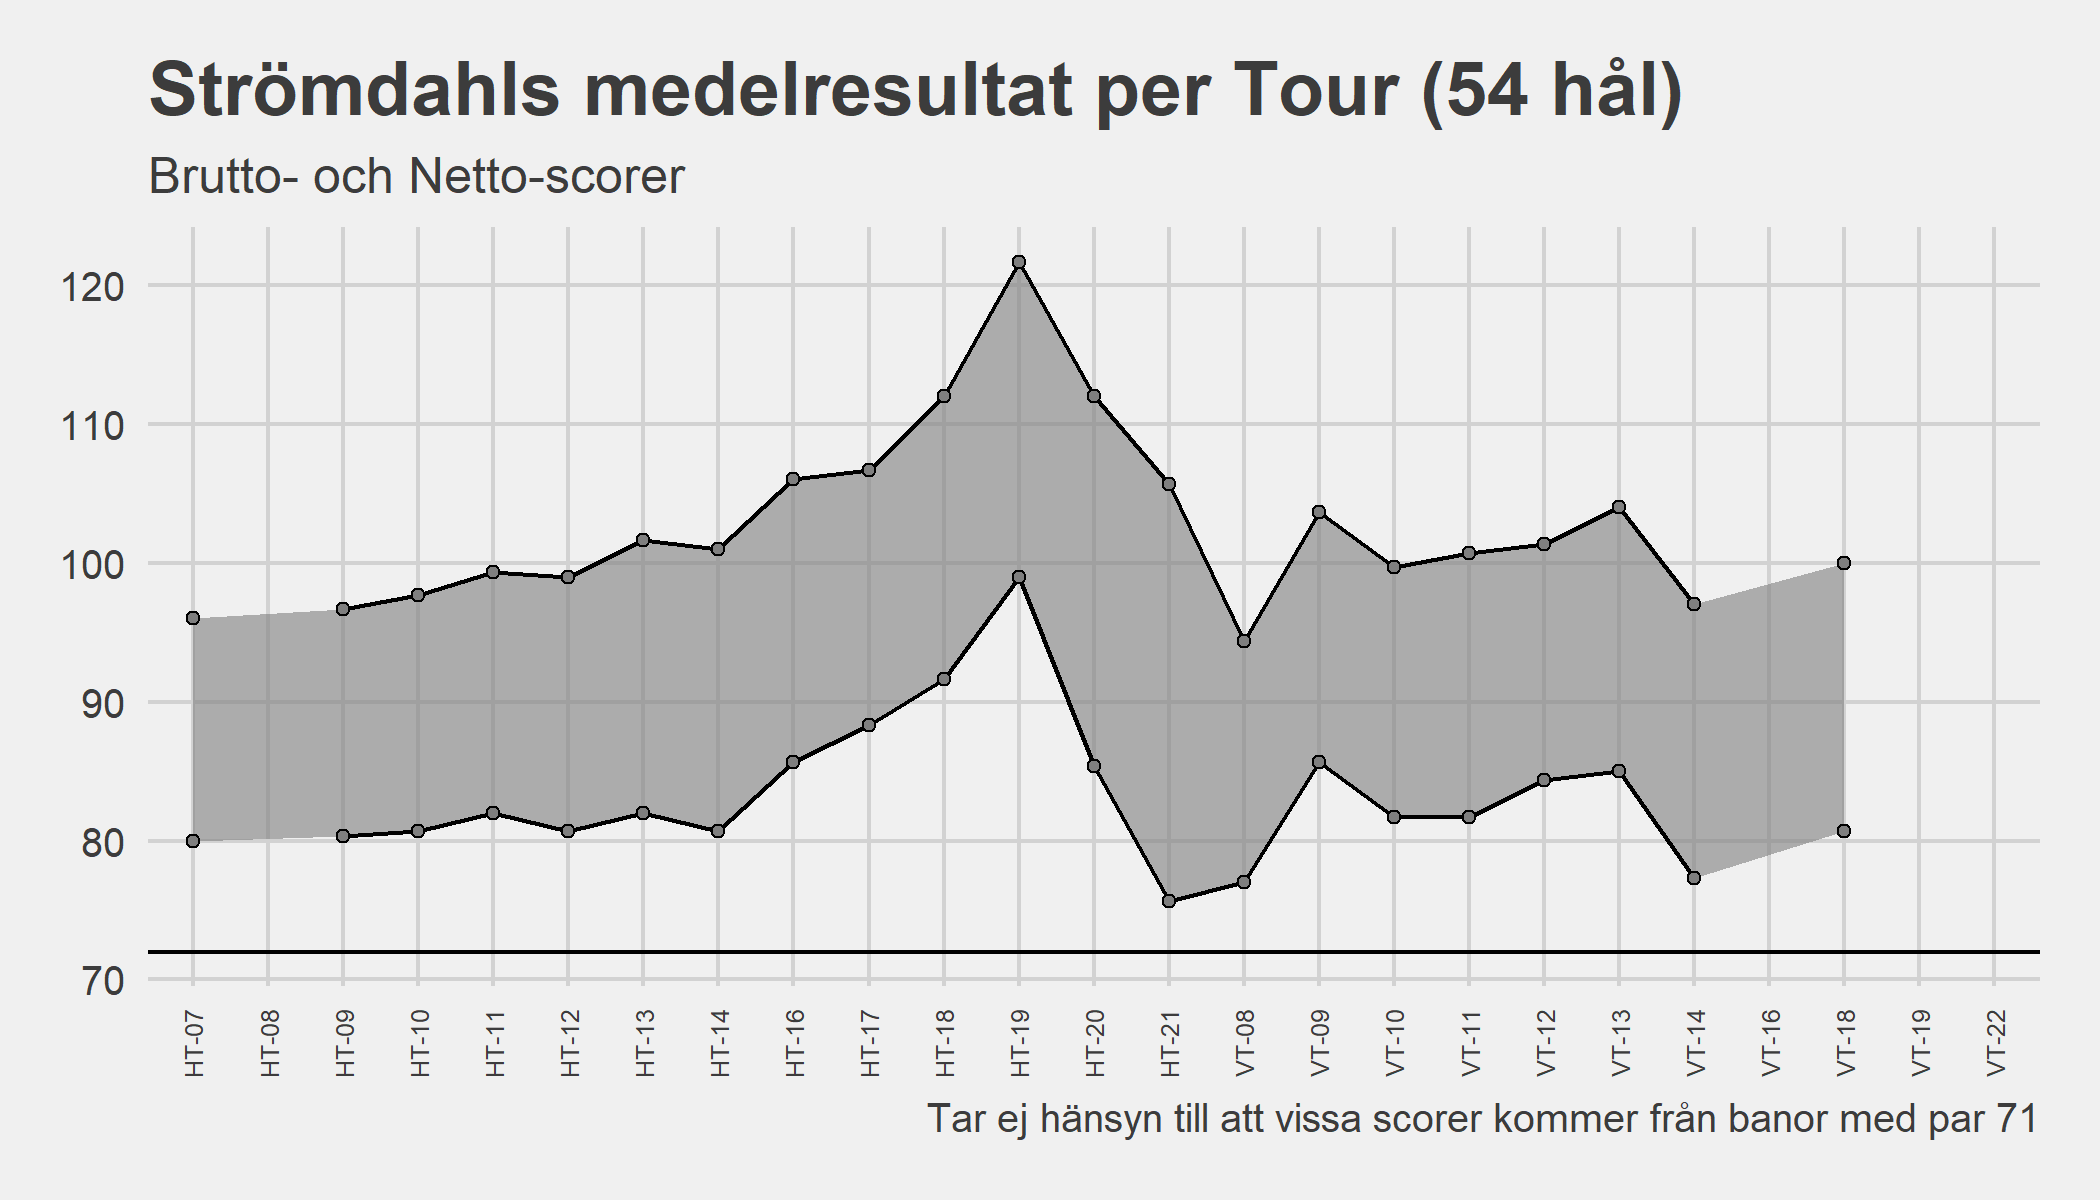 Strömdahls medelresultat per Tour (54 hål)
Brutto- och Netto-scorer
120
110
100
90
80
70
HT-07 HT-08 HT-09 HT-10 HT-11 HT-12 HT-13 HT-14 HT-16 HT-17 HT-18 HT-19 HT-20 HT-21 VT-08 VT-09 VT-10 VT-11 VT-12 VT-13 VT-14 VT-16 VT-18 VT-19 VT-22
Tar ej hänsyn till att vissa scorer kommer från banor med par 71